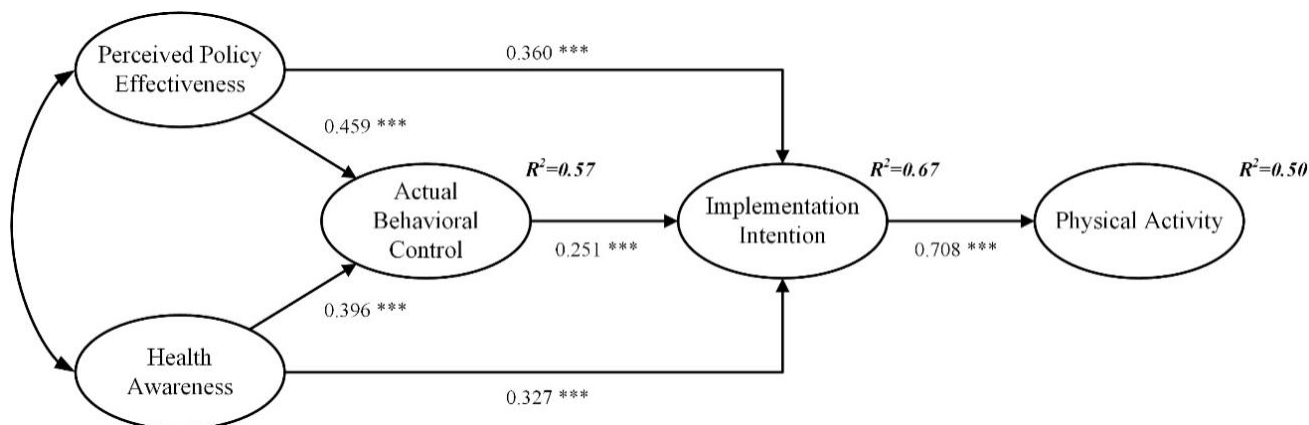 Perceived Policy
Effectiveness
0.360 ***
0.459 ***
R²=0.57
R²=0.67
R²=0.50
Actual
Behavioral
Control
0.251 ***
Implementation
Intention
0.708 ***
Physical Activity
0.396 ***
Health
Awareness
0.327 ***